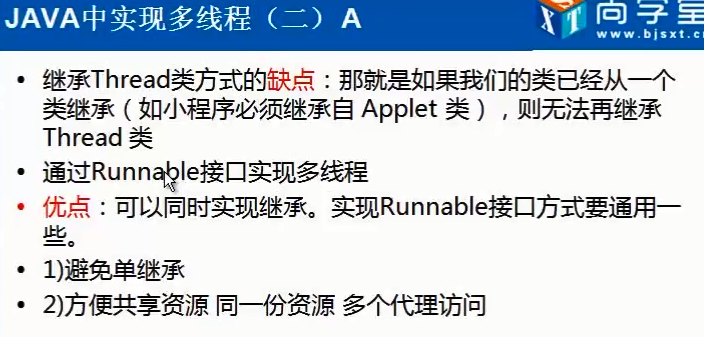 JAVA中实现多线程（二）A
尚学堂
www.bjsxt.c
• 继承Thread类方式的缺点：那就是如果我们的类已经从一个
类继承（如小程序必须继承自 Applet 类），则无法再继承
Thread 类
• 通过Runnable接口实现多线程
• 优点：可以同时实现继承。实现Runnable接口方式要通用一
些。
• 1)避免单继承
• 2)方便共享资源 同一份资源 多个代理访问